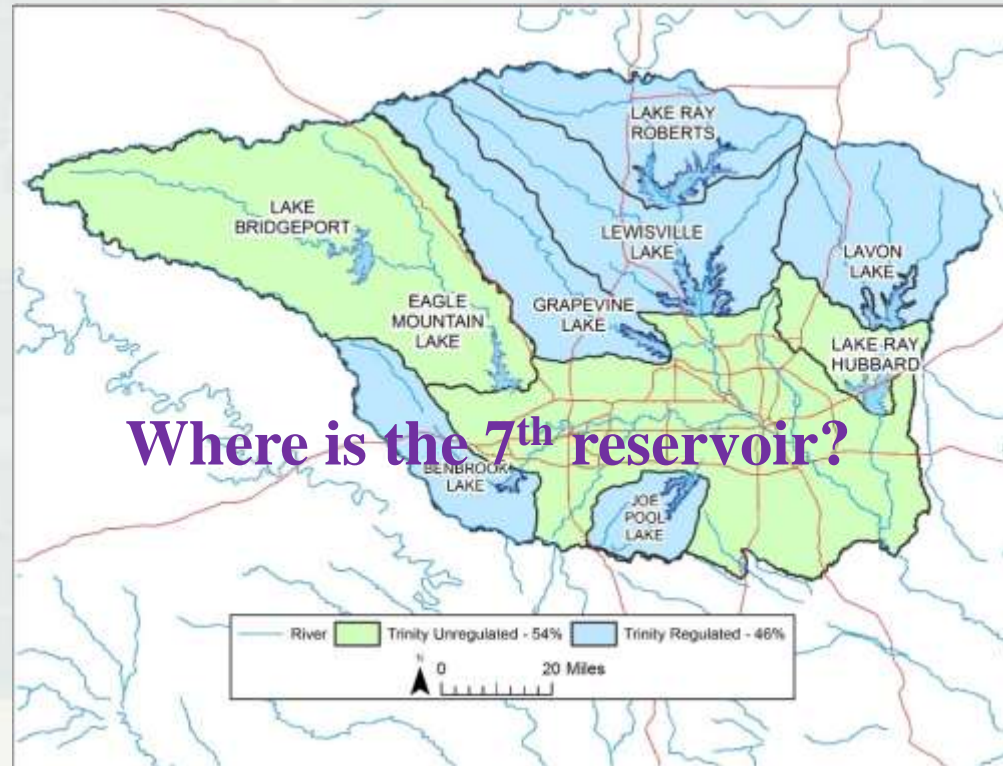 LAKE RAY
ROBERTS
LAKE
BRIDGEPORT
LEWISVILLE
LAKE
LAVON
LAKE
EAGLE
MOUNTAIN
LAKE
GRAPEVINE
LAKE
LAKE RAY
HUBBARD
Where is the 7th reservoir?
BENBROOK
LAKE
JOE
POOL
LAKE
River Trinity Unregulated - 54% Trinity Regulated - 46%
N
0 20 Miles